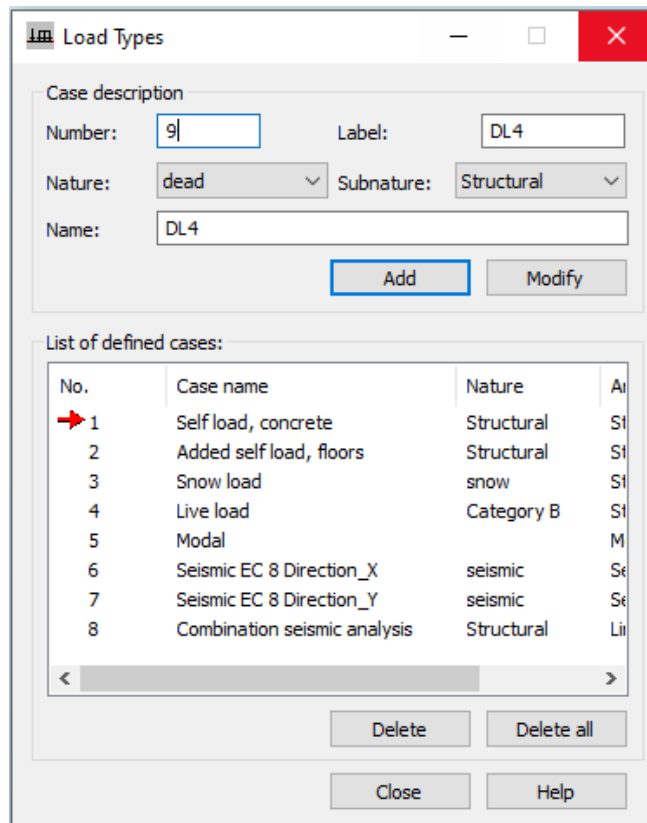 Load Types
Case description
Number: 9 Label: DL4
Nature: dead Subnature: Structural
Name: DL4
Add Modify
List of defined cases:
No. Case name Nature
1 Self load, concrete Structural
2 Added self load, floors Structural
3 Snow load snow
4 Live load Category B
5 Modal
6 Seismic EC 8 Direction_X seismic
7 Seismic EC 8 Direction_Y seismic
8 Combination seismic analysis Structural
Delete Delete all
Close Help